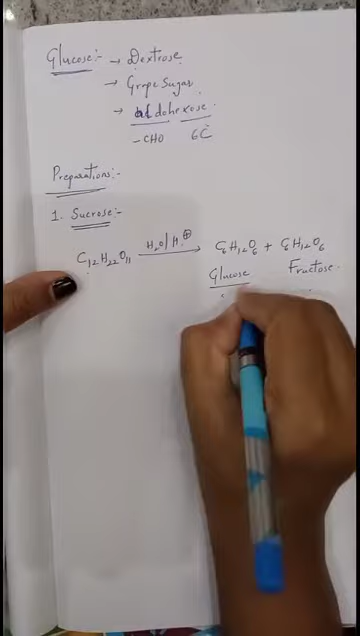 Glucose:- → Dextrose
→ Grape Sugar
→ aldohexose.
-CHO 6C
Preparations:-
1. Sucrose:-
C₁₂H₂₂O₁₁ H₂O/H⊕ → C₆H₁₂O₆ + C₆H₁₂O₆
Glucose Fructose.